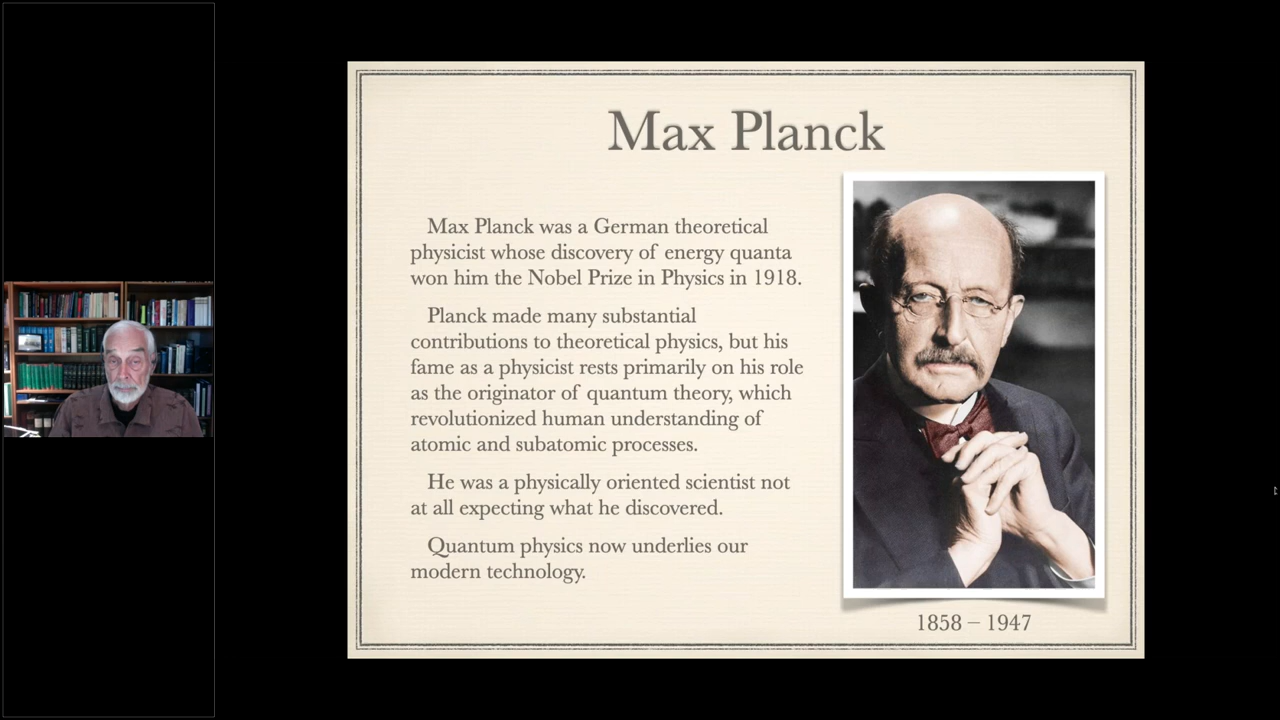 Max Planck
Max Planck was a German theoretical
physicist whose discovery of energy quanta
won him the Nobel Prize in Physics in 1918.
Planck made many substantial
contributions to theoretical physics, but his
fame as a physicist rests primarily on his role
as the originator of quantum theory, which
revolutionized human understanding of
atomic and subatomic processes.
He was a physically oriented scientist not
at all expecting what he discovered.
Quantum physics now underlies our
modern technology.
1858 – 1947